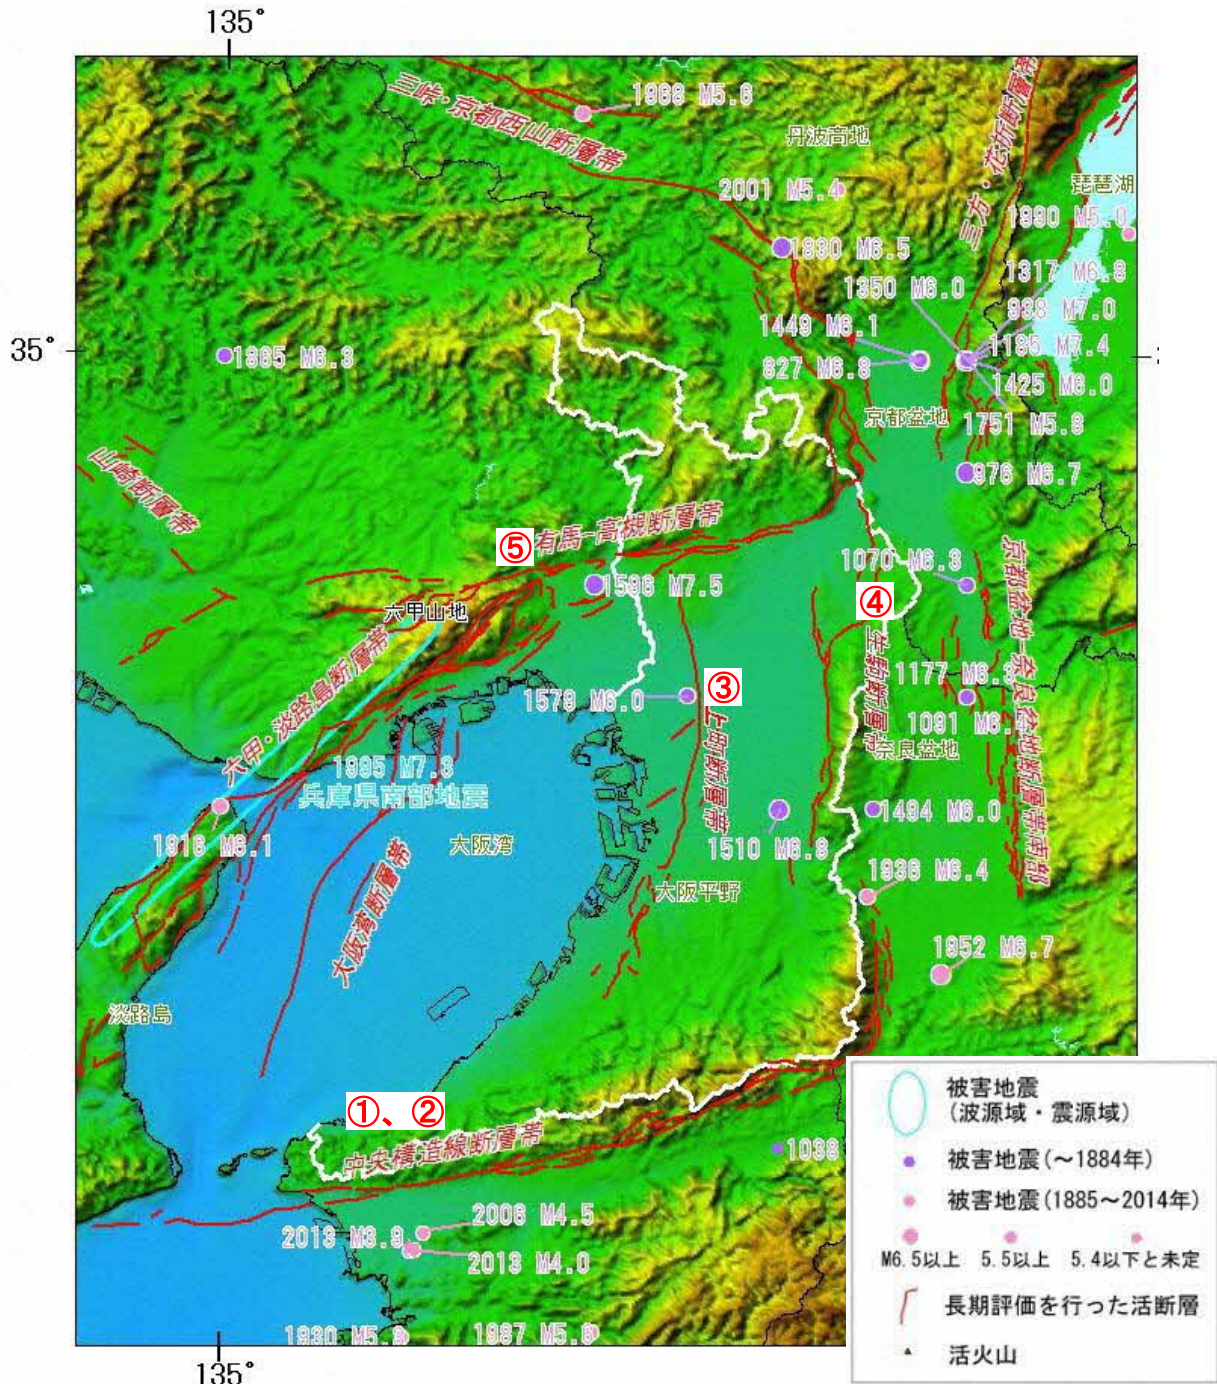 135°
三峠・京都西山断層帯
1968 M5.6
丹波高地
三方・花折断層帯
琵琶湖
2001 M5.4
1990 M5.0
1830 M6.5
1317 M6.8
1350 M6.0
938 M7.0
1449 M6.1
1185 M7.4
35°
1865 M6.3
827 M6.8
1425 M6.0
京都盆地
1751 M5.8
山崎断層帯
976 M6.7
⑤
有馬-高槻断層帯
1070 M6.3
京都盆地-奈良盆地断層帯南部
1596 M7.5
④
六甲山地
生駒断層帯
六甲・淡路島断層帯
1177 M6.3
③
1579 M6.0
上町断層帯
1091 M6.4
奈良盆地
1995 M7.3
兵庫県南部地震
1494 M6.0
1916 M6.1
大阪湾
1510 M6.8
大阪湾断層帯
1936 M6.4
大阪平野
1952 M6.7
淡路島
①、②
中央構造線断層帯
1038
2006 M4.5
2013 M3.9
2013 M4.0
1987 M5.6
135°
被害地震
(波源域・震源域)
被害地震(～1884年)
被害地震(1885～2014年)
M6.5以上 5.5以上 5.4以下と未定
長期評価を行った活断層
活火山